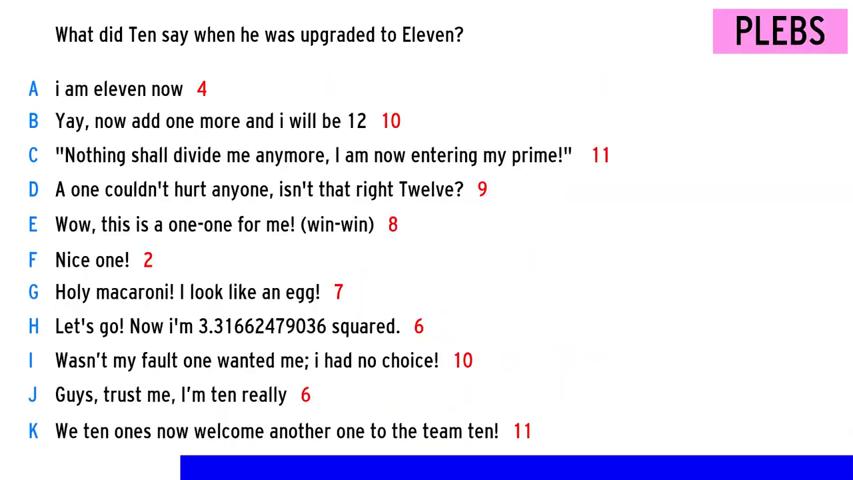 What did Ten say when he was upgraded to Eleven?
PLEBS
A i am eleven now 4
B Yay, now add one more and i will be 12 10
C "Nothing shall divide me anymore, I am now entering my prime!" 11
D A one couldn't hurt anyone, isn't that right Twelve? 9
E Wow, this is a one-one for me! (win-win) 8
F Nice one! 2
G Holy macaroni! I look like an egg! 7
H Let's go! Now i'm 3.31662479036 squared. 6
I Wasn’t my fault one wanted me; i had no choice! 10
J Guys, trust me, I’m ten really 6
K We ten ones now welcome another one to the team ten! 11